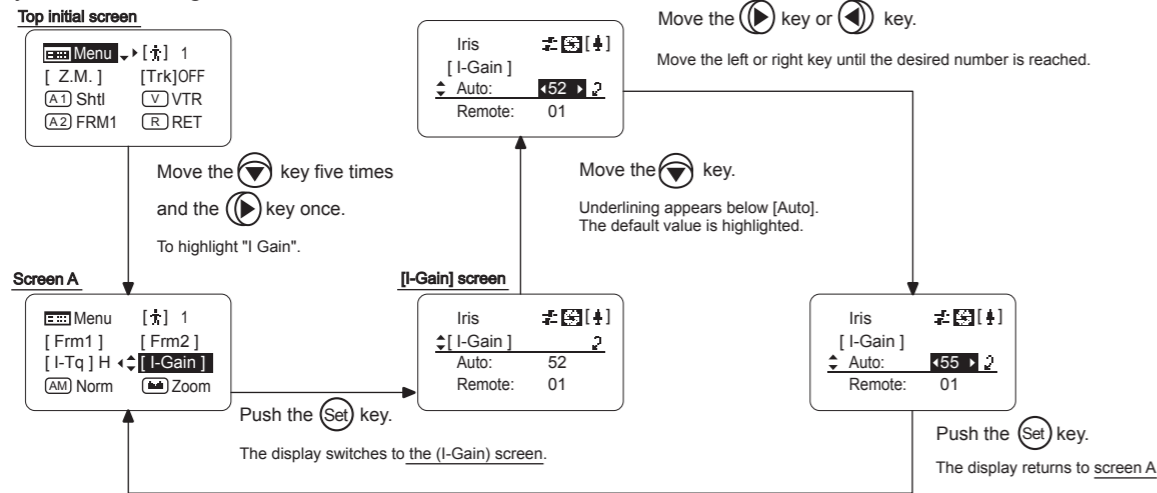 Top initial screen
Menu [ ] 1
[ Z.M. ] [Trk]OFF
A1 Shtl V VTR
A2 FRM1 R RET
Move the key five times
and the key once.
To highlight "I Gain".
Screen A
Menu [ ] 1
[ Frm1 ] [ Frm2 ]
[ I-Tq ] H [ I-Gain ]
AM Norm Zoom
Push the Set key.
The display switches to the (I-Gain) screen.
[I-Gain] screen
Iris
[ I-Gain ]
Auto: 52
Remote: 01
Move the key.
Underlining appears below [Auto].
The default value is highlighted.
Iris
[ I-Gain ]
Auto: 52
Remote: 01
Move the key or key.
Move the left or right key until the desired number is reached.
Iris
[ I-Gain ]
Auto: 55
Remote: 01
Push the Set key.
The display returns to screen A